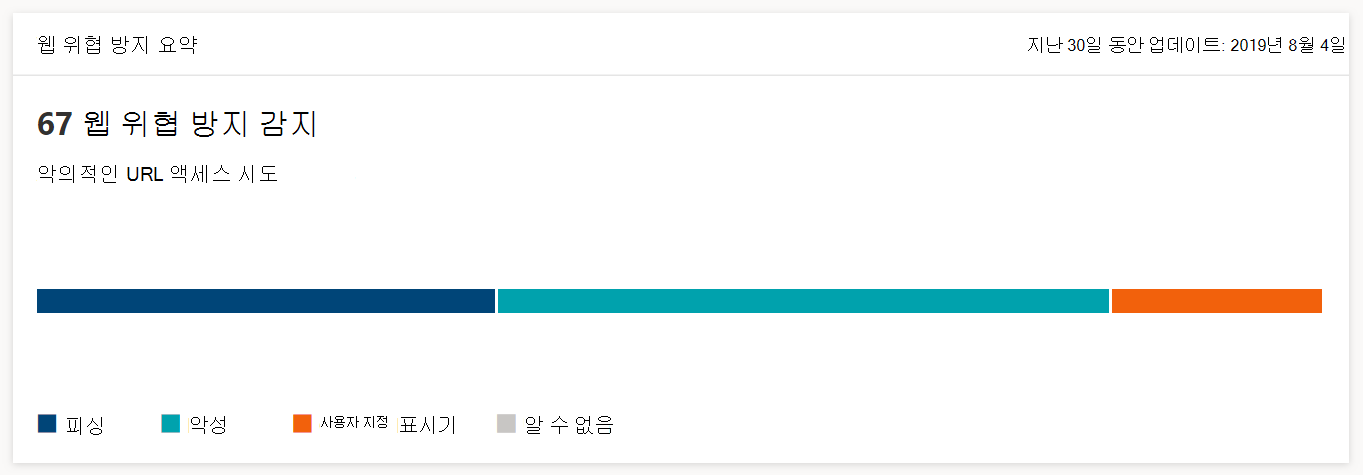 웹 위협 방지 요약
지난 30일 동안 업데이트: 2019년 8월 4일
67 웹 위협 방지 감지
악의적인 URL 액세스 시도
피싱 악성 사용자 지정 표시기 알 수 없음